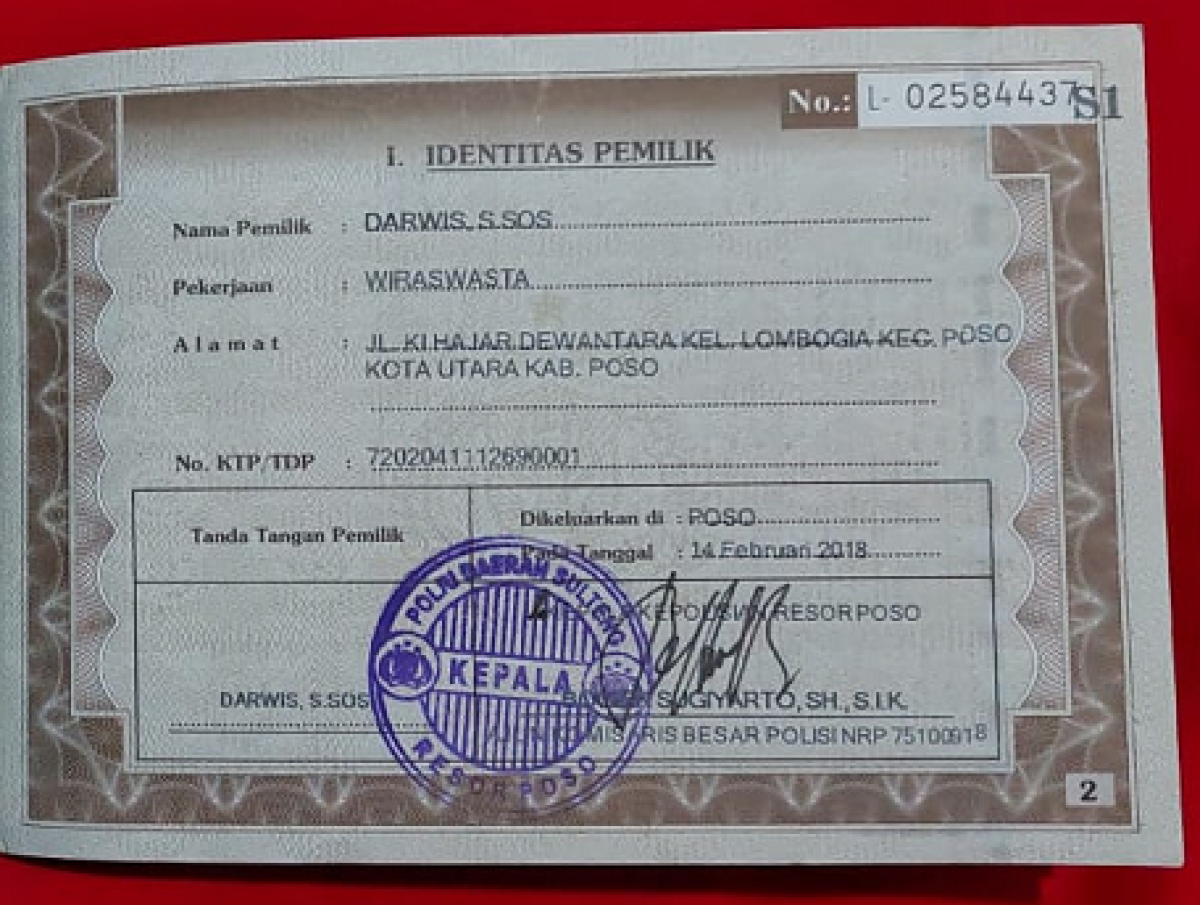 No.: L- 02584437
S1
I. IDENTITAS PEMILIK
Nama Pemilik : DARWIS, S.SOS
Pekerjaan : WIRASWASTA
Alamat : JL. KI HAJAR DEWANTARA KEL. LOMBOGIA KEC. POSO
KOTA UTARA KAB. POSO
No. KTP/TDP : 7202041112690001
Tanda Tangan Pemilik
Dikeluarkan di : POSO
Pada Tanggal : 14 Februari 2018
KEPOLISIAN RESOR POSO
POLRI DAERAH SULTENG
KEPALA
RESOR POSO
DARWIS, S.SOS
SUGIYARTO, SH., S.I.K.
KOMISARIS BESAR POLISI NRP 75100918
2